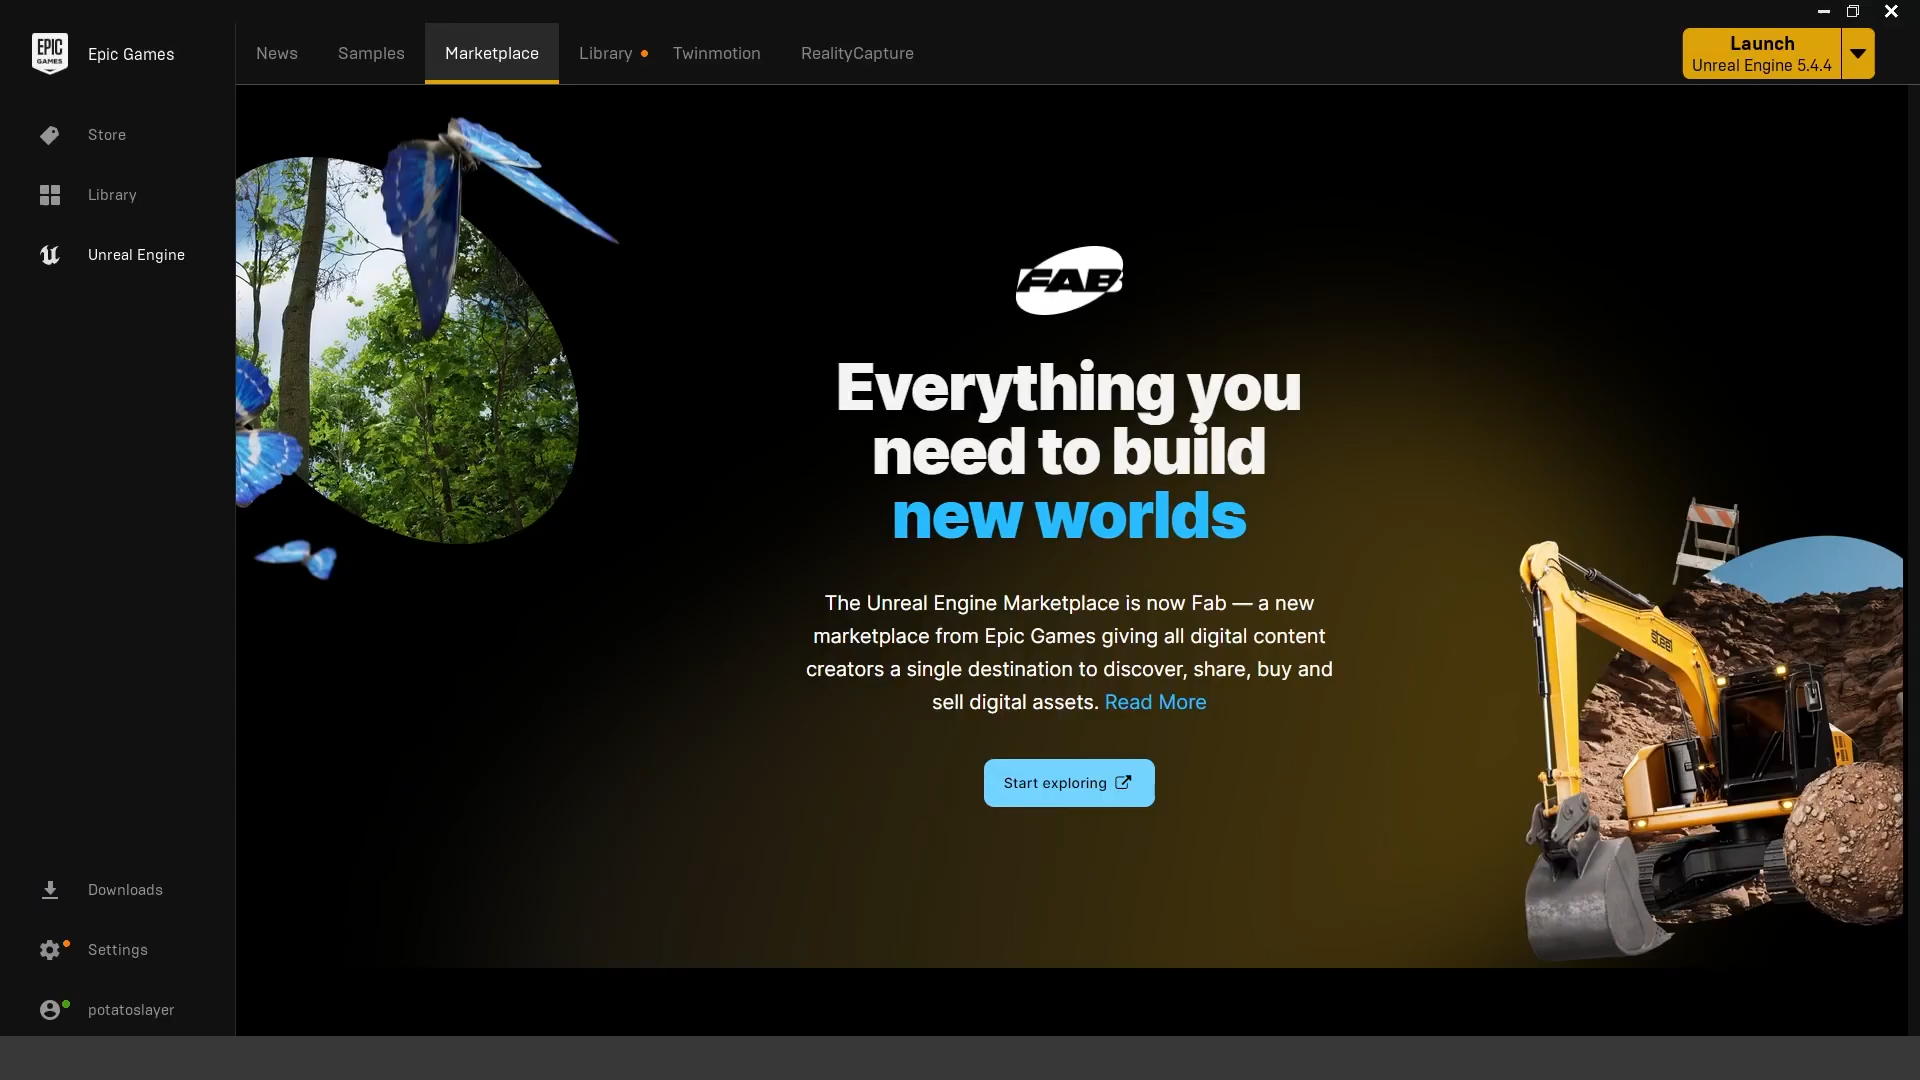 EPIC
GAMES
Epic Games
News
Samples
Marketplace
Library
Twinmotion
RealityCapture
Launch
Unreal Engine 5.4.4
Store
Library
Unreal Engine
FAB
Everything you
need to build
new worlds
The Unreal Engine Marketplace is now Fab — a new
marketplace from Epic Games giving all digital content
creators a single destination to discover, share, buy and
sell digital assets. Read More
Start exploring
steel
Downloads
Settings
potatoslayer